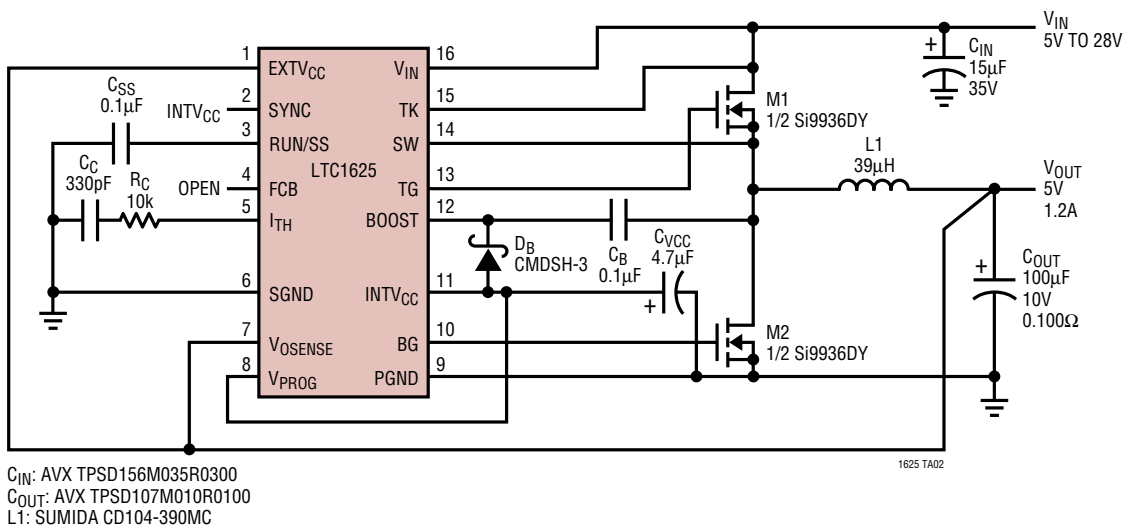 VIN
5V TO 28V
CIN
15µF
35V
+
1
EXTVCC
VIN
16
CSS
0.1µF
2
INTVCC
SYNC
TK
15
M1
1/2 Si9936DY
3
RUN/SS
SW
14
LTC1625
L1
39µH
CC
330pF
RC
10k
OPEN
4
FCB
TG
13
VOUT
5V
1.2A
5
ITH
BOOST
12
DB
CMDSH-3
CB
0.1µF
CVCC
4.7µF
+
COUT
100µF
10V
0.100Ω
+
6
SGND
INTVCC
11
7
VOSENSE
BG
10
M2
1/2 Si9936DY
8
VPROG
PGND
9
1625 TA02
CIN: AVX TPSD156M035R0300
COUT: AVX TPSD107M010R0100
L1: SUMIDA CD104-390MC